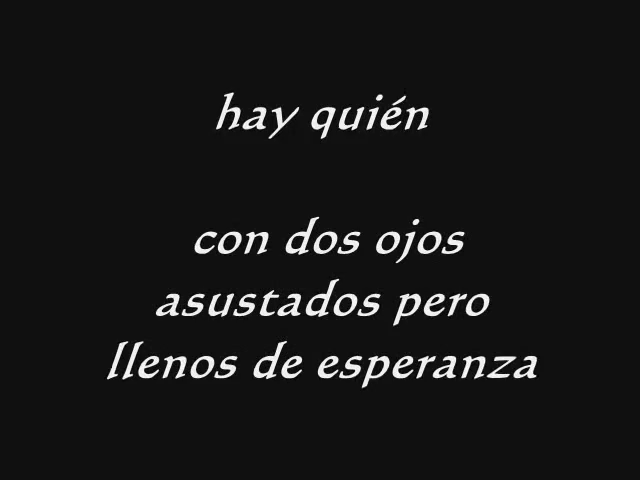 hay quién
con dos ojos
asustados pero
llenos de esperanza